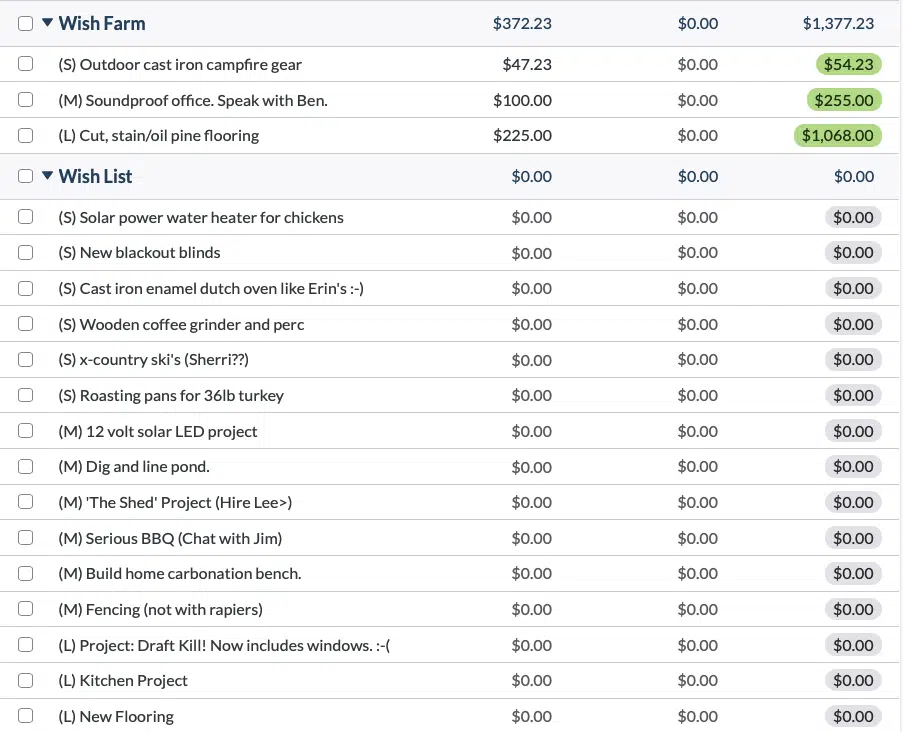 Wish Farm $372.23 $0.00 $1,377.23
(S) Outdoor cast iron campfire gear $47.23 $0.00 $54.23
(M) Soundproof office. Speak with Ben. $100.00 $0.00 $255.00
(L) Cut, stain/oil pine flooring $225.00 $0.00 $1,068.00
Wish List $0.00 $0.00 $0.00
(S) Solar power water heater for chickens $0.00 $0.00 $0.00
(S) New blackout blinds $0.00 $0.00 $0.00
(S) Cast iron enamel dutch oven like Erin's :-) $0.00 $0.00 $0.00
(S) Wooden coffee grinder and perc $0.00 $0.00 $0.00
(S) x-country ski's (Sherri??) $0.00 $0.00 $0.00
(S) Roasting pans for 36lb turkey $0.00 $0.00 $0.00
(M) 12 volt solar LED project $0.00 $0.00 $0.00
(M) Dig and line pond. $0.00 $0.00 $0.00
(M) 'The Shed' Project (Hire Lee>) $0.00 $0.00 $0.00
(M) Serious BBQ (Chat with Jim) $0.00 $0.00 $0.00
(M) Build home carbonation bench. $0.00 $0.00 $0.00
(M) Fencing (not with rapiers) $0.00 $0.00 $0.00
(L) Project: Draft Kill! Now includes windows. :-( $0.00 $0.00 $0.00
(L) Kitchen Project $0.00 $0.00 $0.00
(L) New Flooring $0.00 $0.00 $0.00